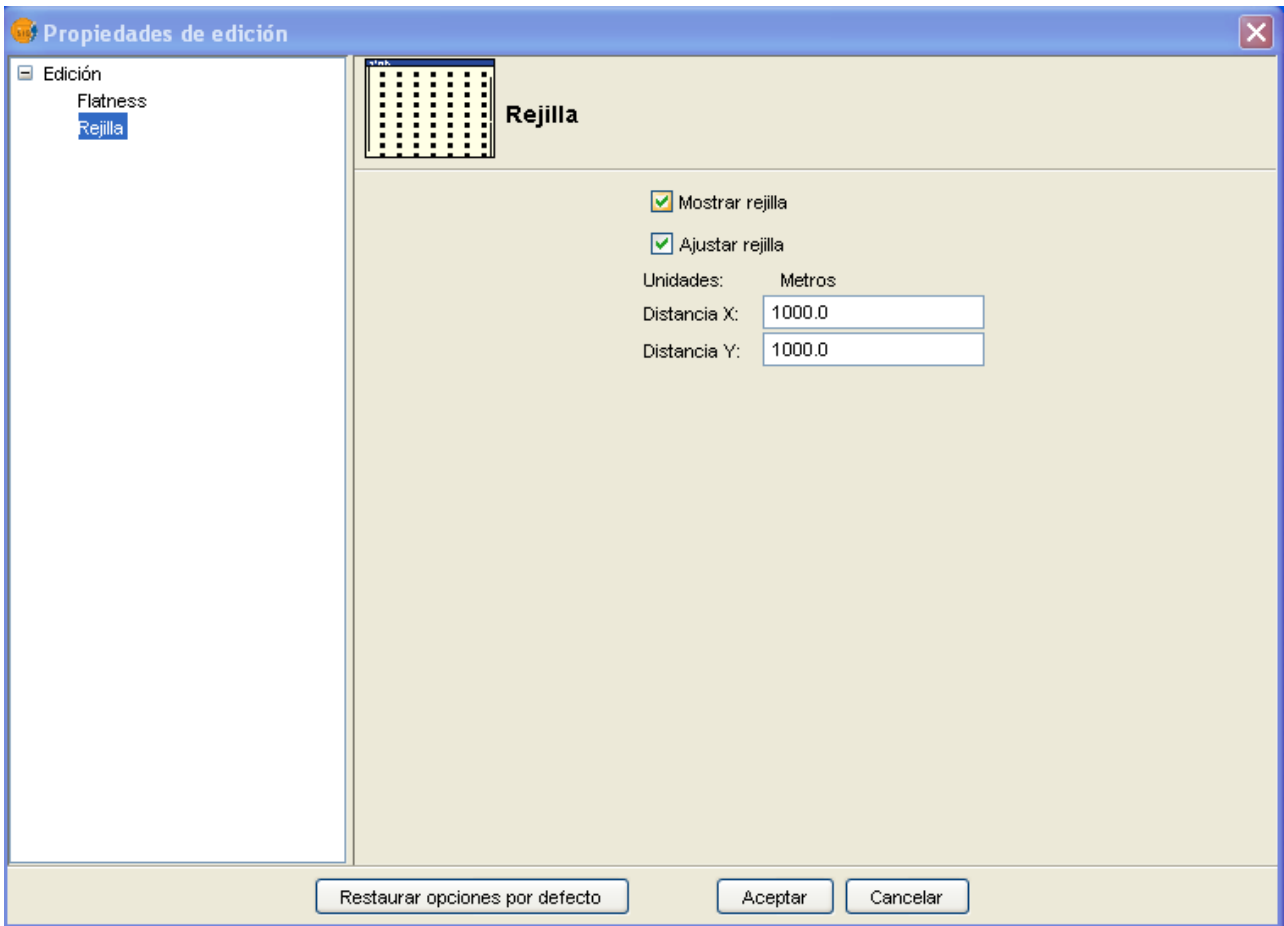 Propiedades de edición
Edición
Flatness
Rejilla
Rejilla
Mostrar rejilla
Ajustar rejilla
Unidades: Metros
Distancia X: 1000.0
Distancia Y: 1000.0
Restaurar opciones por defecto Aceptar Cancelar